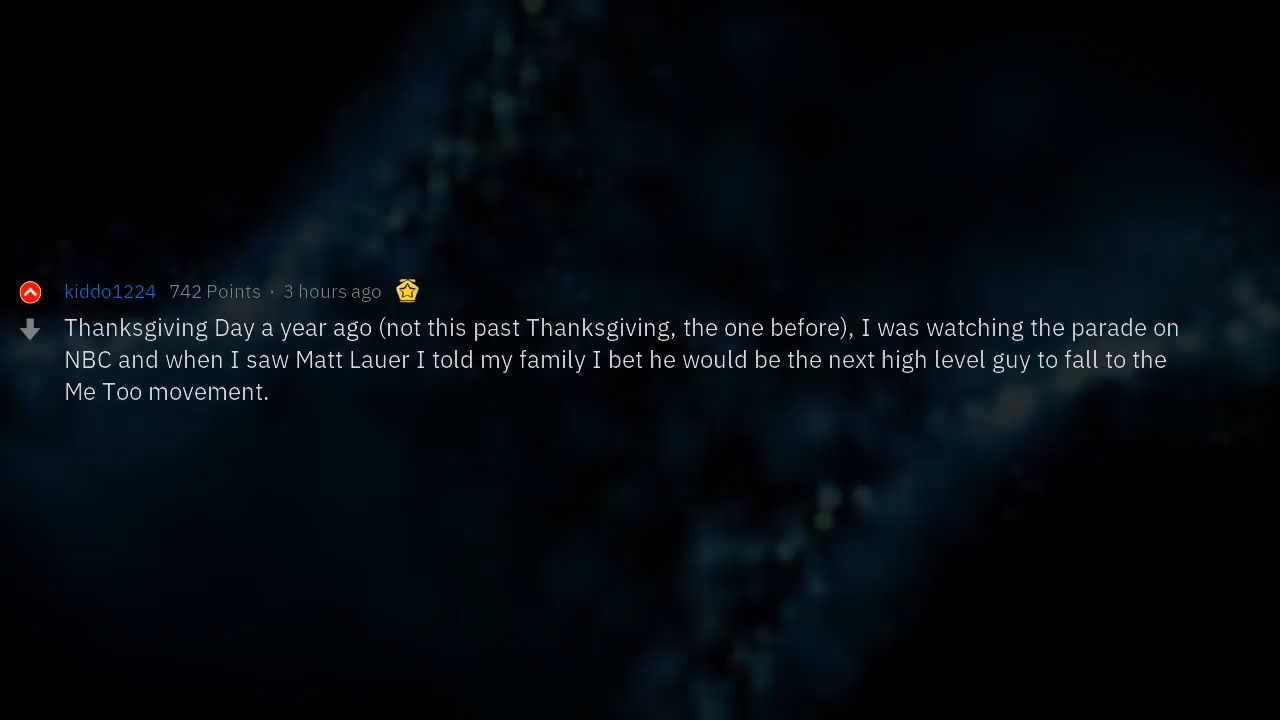 kiddo1224 742 Points · 3 hours ago
Thanksgiving Day a year ago (not this past Thanksgiving, the one before), I was watching the parade on
NBC and when I saw Matt Lauer I told my family I bet he would be the next high level guy to fall to the
Me Too movement.